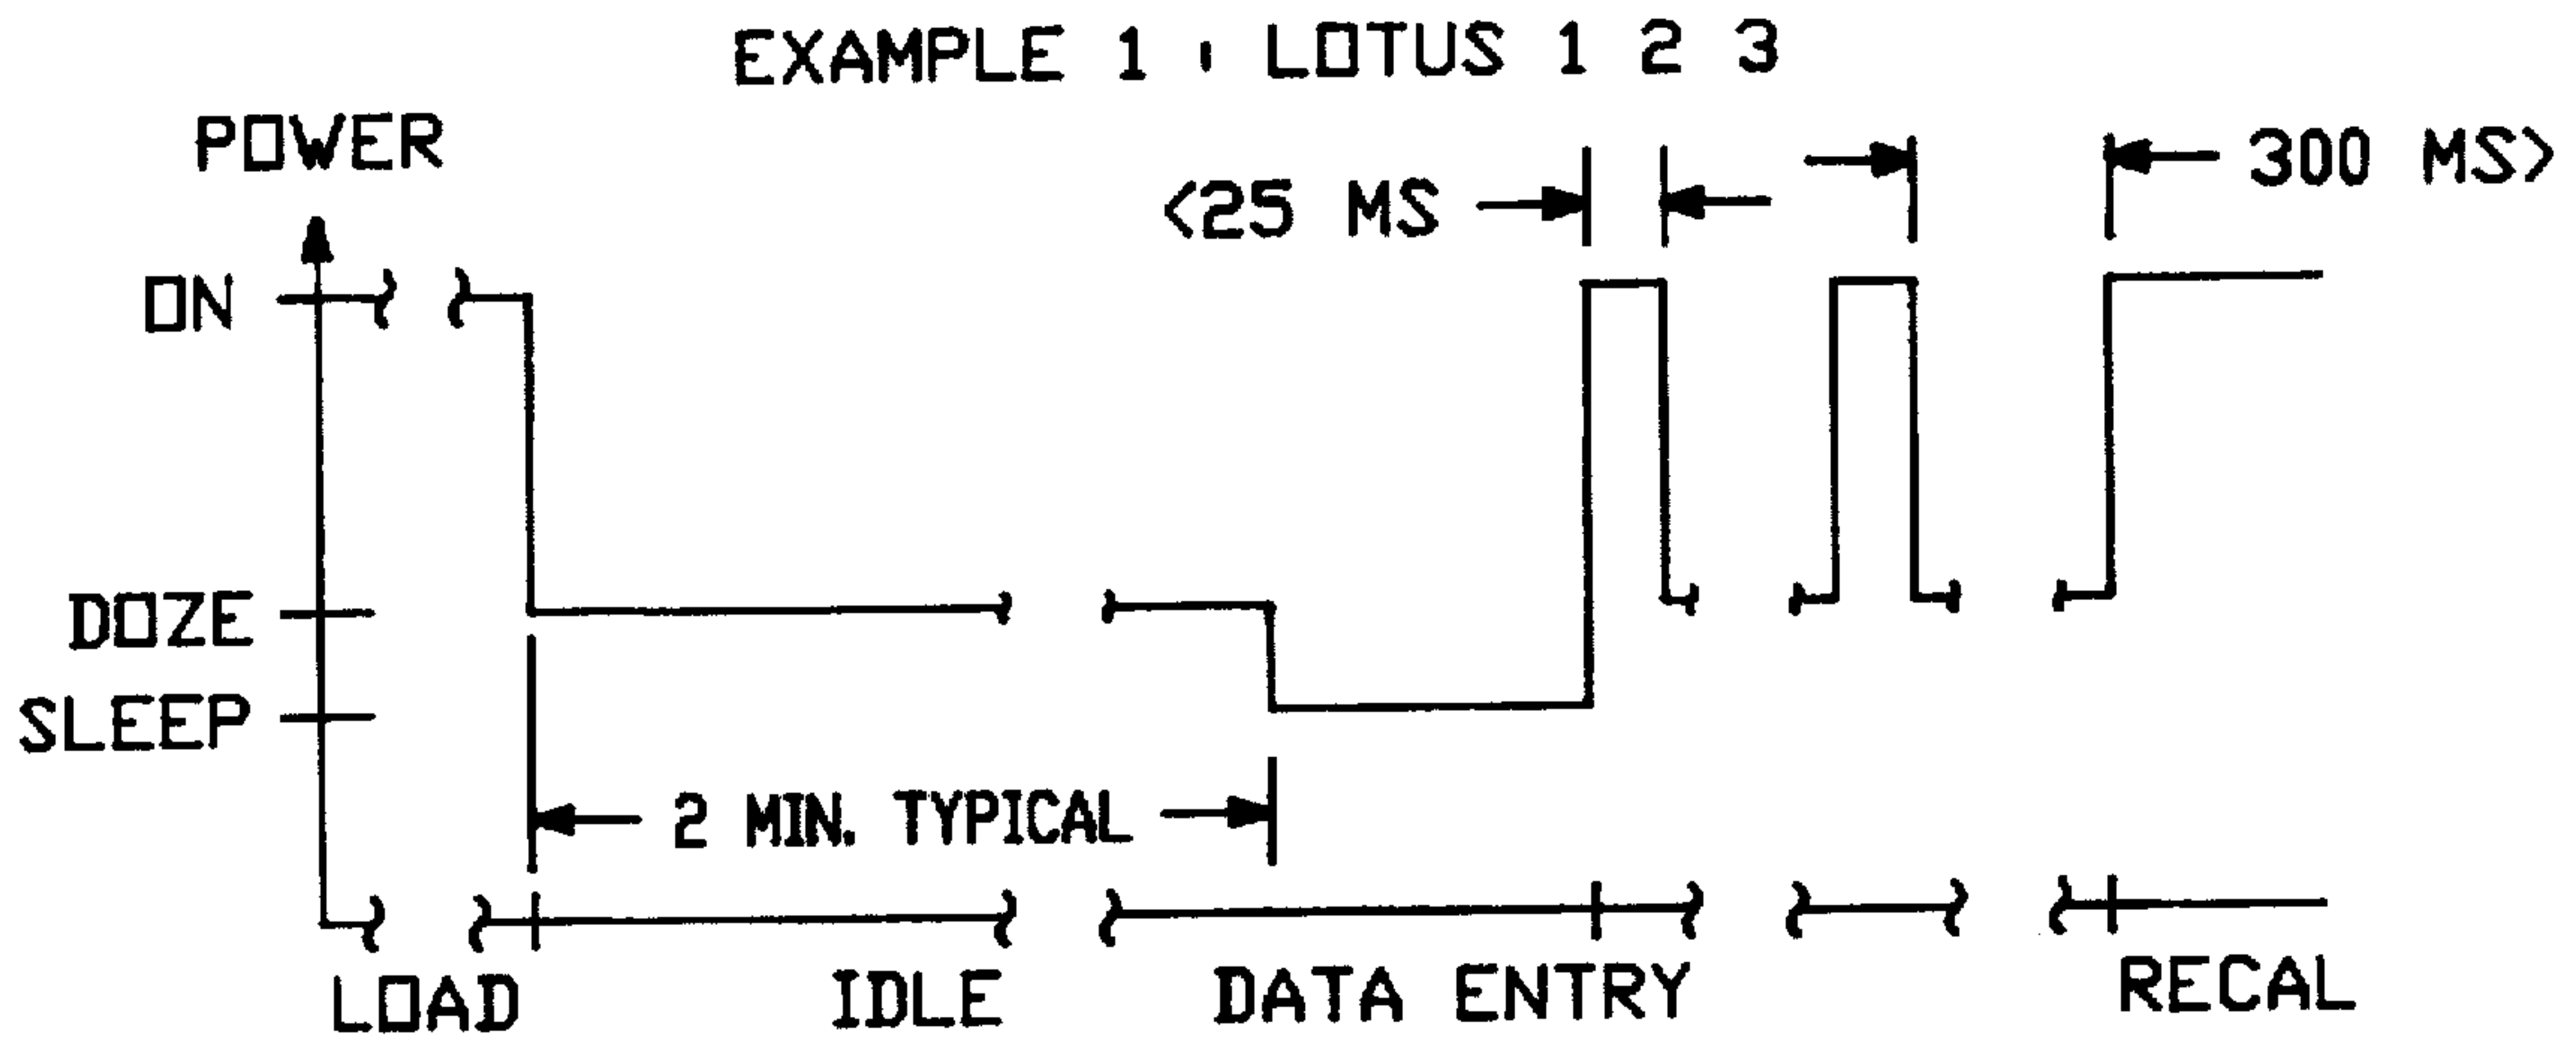 EXAMPLE 1 : LOTUS 1 2 3
POWER
<25 MS
300 MS>
ON
DOZE
SLEEP
2 MIN. TYPICAL
LOAD
IDLE
DATA ENTRY
RECAL